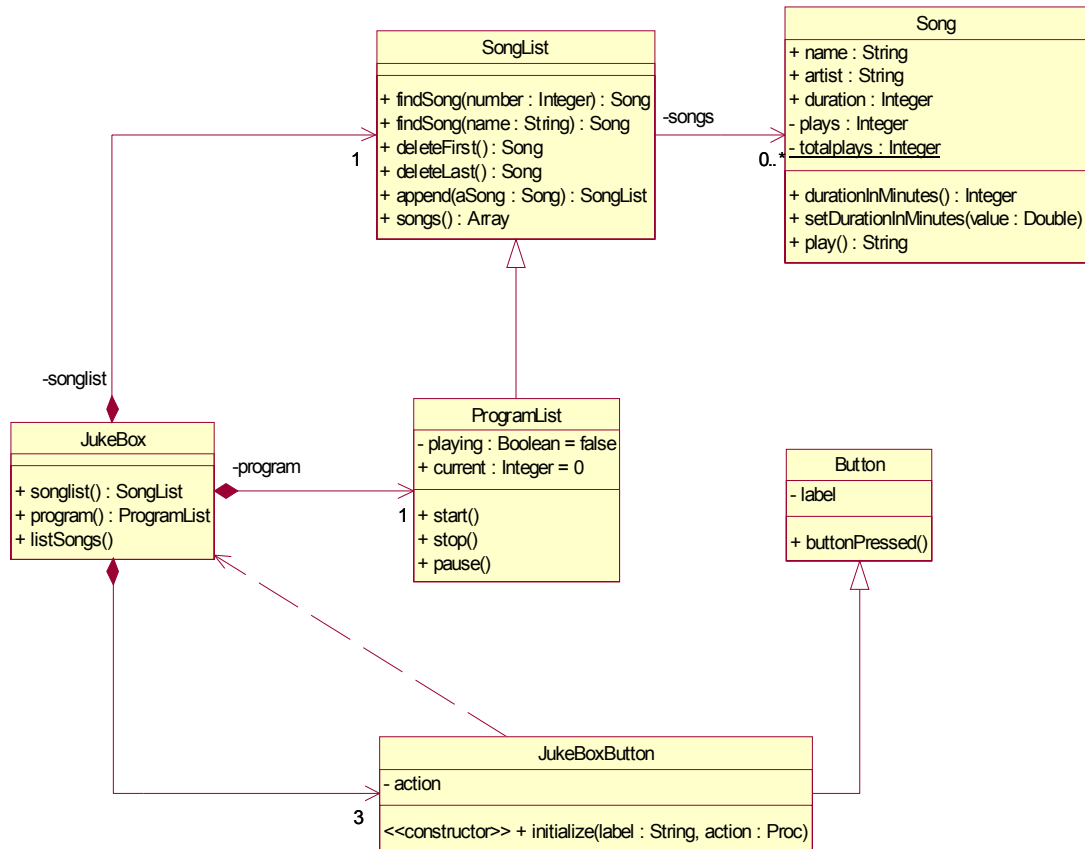 SongList
+ findSong(number : Integer) : Song
+ findSong(name : String) : Song
+ deleteFirst() : Song
+ deleteLast() : Song
+ append(aSong : Song) : SongList
+ songs() : Array
-songs
0..*
1
Song
+ name : String
+ artist : String
+ duration : Integer
- plays : Integer
- totalplays : Integer
+ durationInMinutes() : Integer
+ setDurationInMinutes(value : Double)
+ play() : String
-songlist
JukeBox
+ songlist() : SongList
+ program() : ProgramList
+ listSongs()
-program
1
ProgramList
- playing : Boolean = false
+ current : Integer = 0
+ start()
+ stop()
+ pause()
Button
- label
+ buttonPressed()
3
JukeBoxButton
- action
<<constructor>> + initialize(label : String, action : Proc)